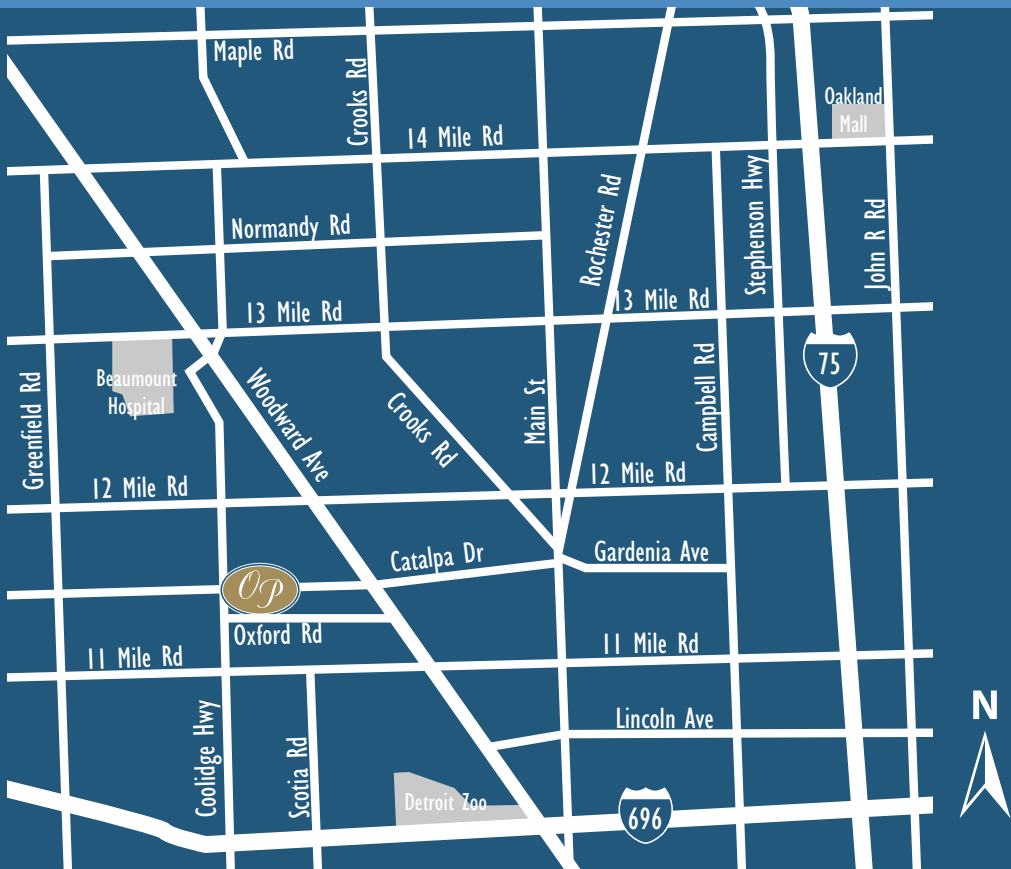 Maple Rd
Crooks Rd
Oakland
Mall
14 Mile Rd
Rochester Rd
Stephenson Hwy
John R Rd
Normandy Rd
13 Mile Rd
13 Mile Rd
75
Beaumount
Hospital
Greenfield Rd
Woodward Ave
Crooks Rd
Main St
Campbell Rd
12 Mile Rd
12 Mile Rd
Catalpa Dr
Gardenia Ave
OP
Oxford Rd
11 Mile Rd
11 Mile Rd
Coolidge Hwy
Scotia Rd
Lincoln Ave
N
Detroit Zoo
696